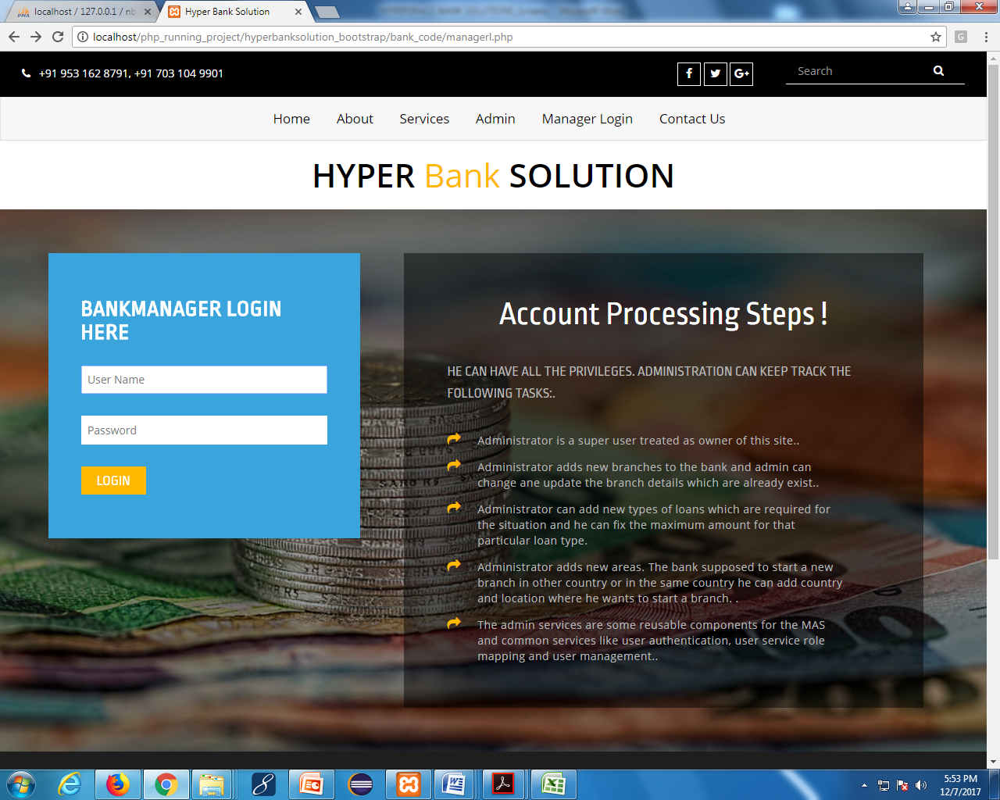 localhost / 127.0.0.1 / nb
Hyper Bank Solution
localhost/php_running_project/hyperbanksolution_bootstrap/bank_code/managerl.php
+91 953 162 8791, +91 703 104 9901
Search
Home About Services Admin Manager Login Contact Us
HYPER Bank SOLUTION
BANKMANAGER LOGIN
HERE
User Name
Password
LOGIN
Account Processing Steps !
HE CAN HAVE ALL THE PRIVILEGES. ADMINISTRATION CAN KEEP TRACK THE
FOLLOWING TASKS:.
Administrator is a super user treated as owner of this site..
Administrator adds new branches to the bank and admin can
change ane update the branch details which are already exist..
Administrator can add new types of loans which are required for
the situation and he can fix the maximum amount for that
particular loan type.
Administrator adds new areas. The bank supposed to start a new
branch in other country or in the same country he can add country
and location where he wants to start a branch. .
The admin services are some reusable components for the MAS
and common services like user authentication, user service role
mapping and user management..
5:53 PM
12/7/2017